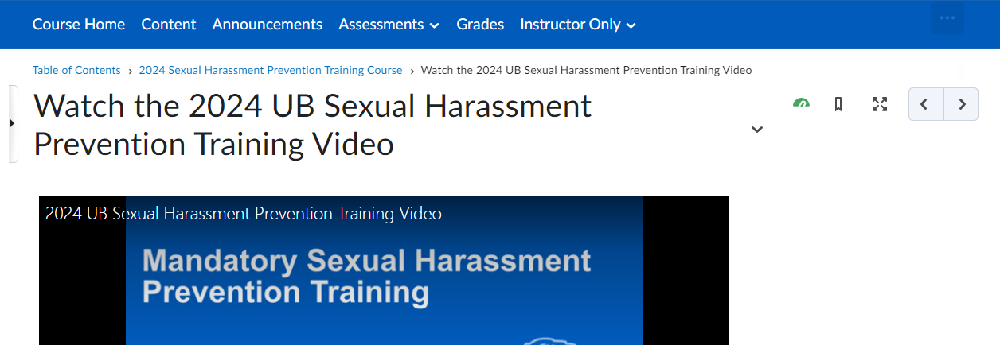 Course Home Content Announcements Assessments Grades Instructor Only
Table of Contents › 2024 Sexual Harassment Prevention Training Course › Watch the 2024 UB Sexual Harassment Prevention Training Video
Watch the 2024 UB Sexual Harassment
Prevention Training Video
2024 UB Sexual Harassment Prevention Training Video
Mandatory Sexual Harassment
Prevention Training